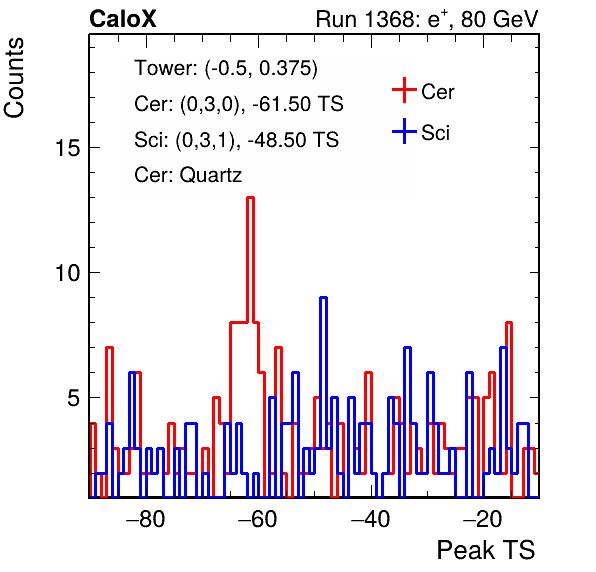 CaloX Run 1368: e⁺, 80 GeV
Counts
Tower: (-0.5, 0.375)
Cer: (0,3,0), -61.50 TS
Sci: (0,3,1), -48.50 TS
Cer: Quartz
Cer
Sci
15
10
5
−80 −60 −40 −20
Peak TS